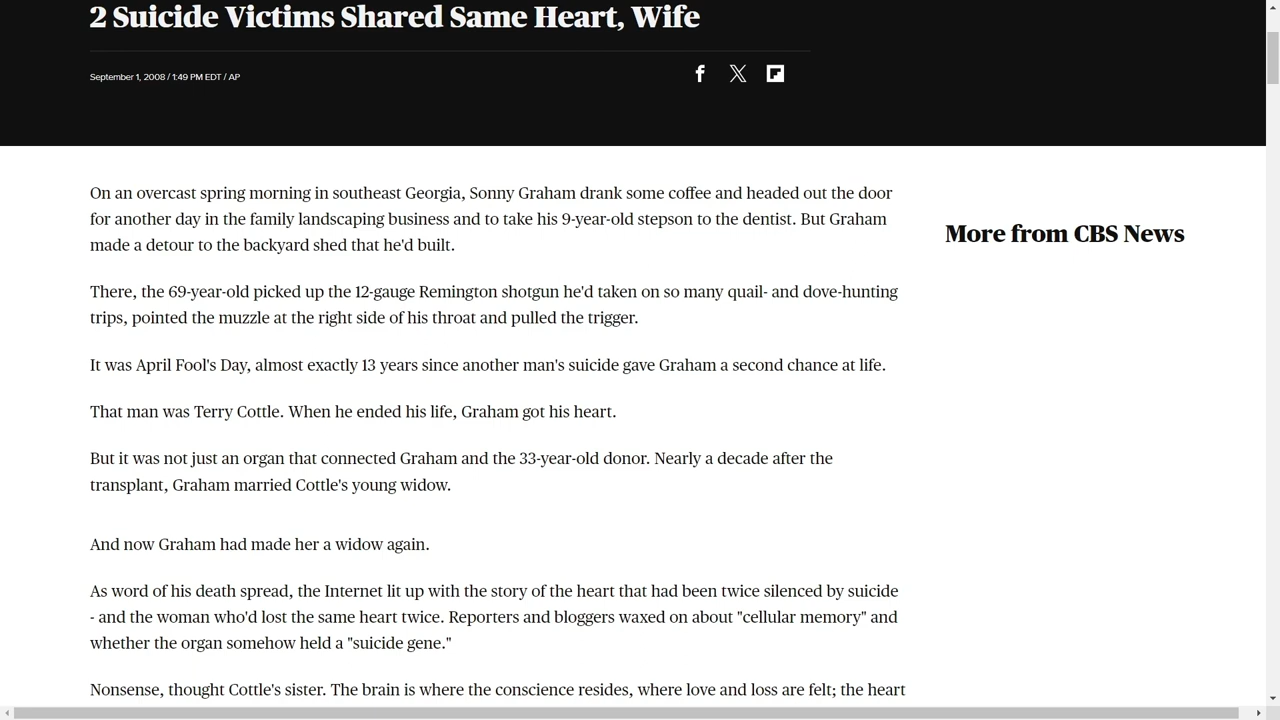 2 Suicide Victims Shared Same Heart, Wife
September 1, 2008 / 1:49 PM EDT / AP
On an overcast spring morning in southeast Georgia, Sonny Graham drank some coffee and headed out the door
for another day in the family landscaping business and to take his 9-year-old stepson to the dentist. But Graham
made a detour to the backyard shed that he'd built.
More from CBS News
There, the 69-year-old picked up the 12-gauge Remington shotgun he'd taken on so many quail- and dove-hunting
trips, pointed the muzzle at the right side of his throat and pulled the trigger.
It was April Fool's Day, almost exactly 13 years since another man's suicide gave Graham a second chance at life.
That man was Terry Cottle. When he ended his life, Graham got his heart.
But it was not just an organ that connected Graham and the 33-year-old donor. Nearly a decade after the
transplant, Graham married Cottle's young widow.
And now Graham had made her a widow again.
As word of his death spread, the Internet lit up with the story of the heart that had been twice silenced by suicide
- and the woman who'd lost the same heart twice. Reporters and bloggers waxed on about "cellular memory" and
whether the organ somehow held a "suicide gene."
Nonsense, thought Cottle's sister. The brain is where the conscience resides, where love and loss are felt; the heart